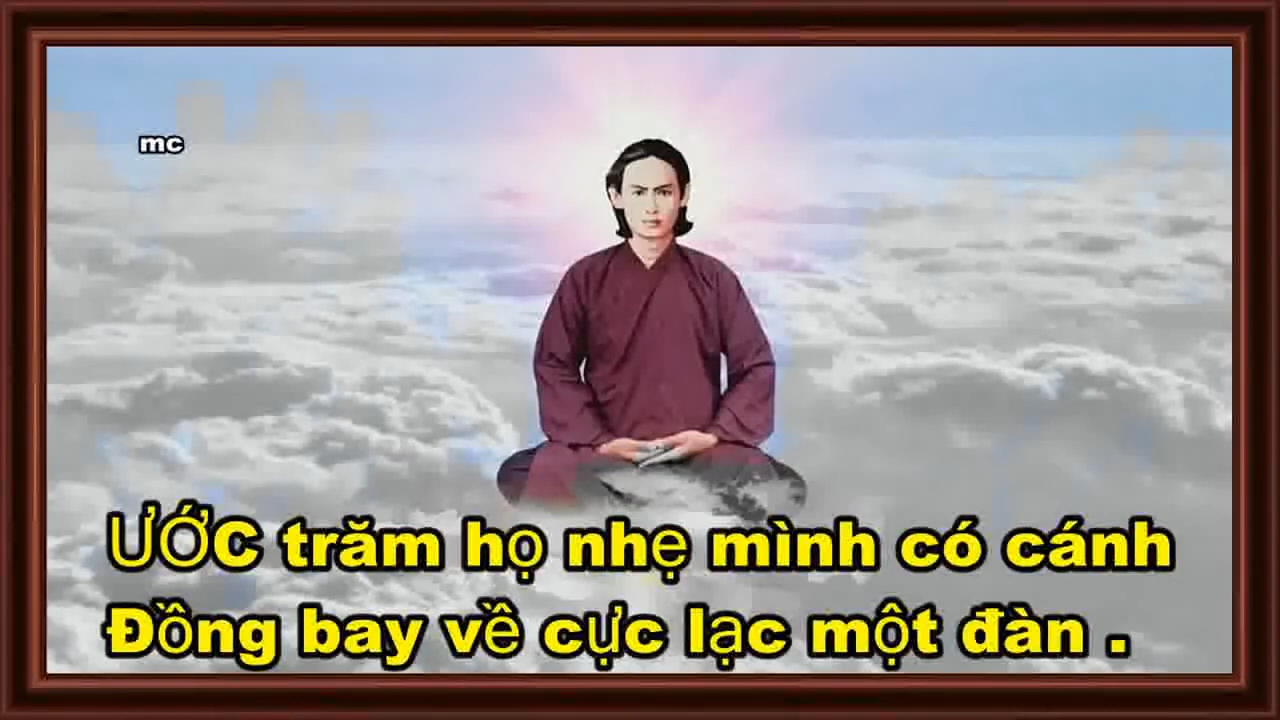 mc
ƯỚC trăm họ nhẹ mình có cánh
Đồng bay về cực lạc một đàn .